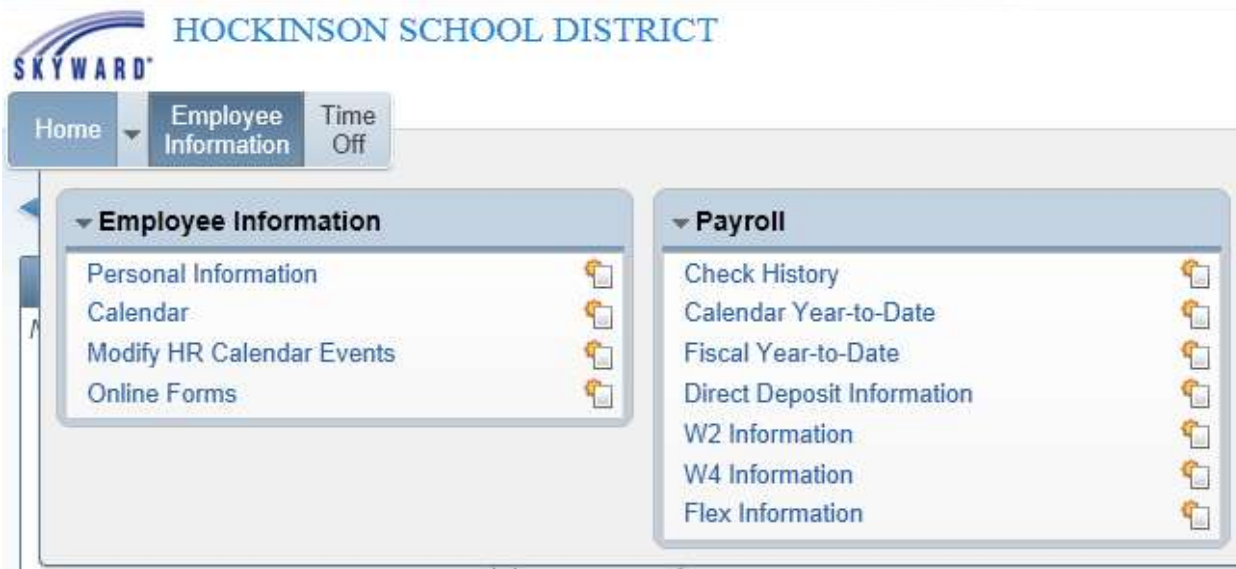 HOCKINSON SCHOOL DISTRICT
SKYWARD
Home
Employee
Information
Time
Off
Employee Information
Personal Information
Calendar
Modify HR Calendar Events
Online Forms
Payroll
Check History
Calendar Year-to-Date
Fiscal Year-to-Date
Direct Deposit Information
W2 Information
W4 Information
Flex Information